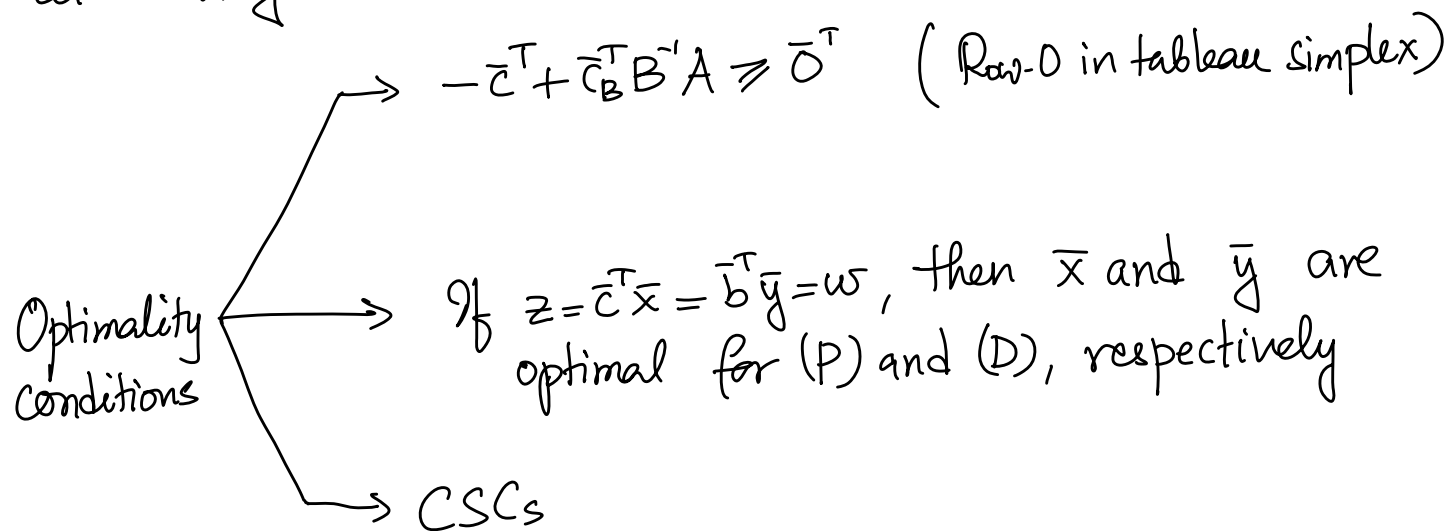 -c̄ᵀ + c̄_Bᵀ B⁻¹ A ≥ 0̄ᵀ (Row-0 in tableau simplex)
If z = c̄ᵀx̄ = b̄ᵀȳ = w, then x̄ and ȳ are
optimal for (P) and (D), respectively
Optimality
conditions
CSCs